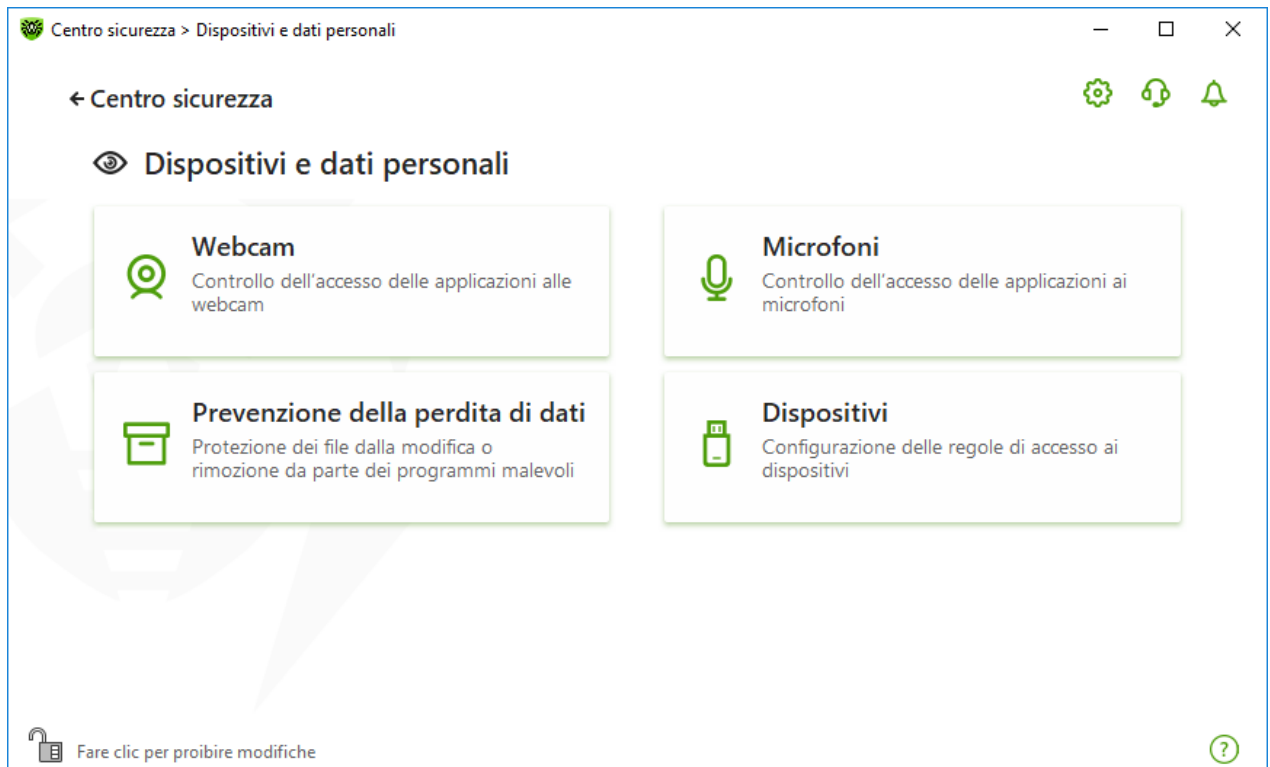 Centro sicurezza > Dispositivi e dati personali
Centro sicurezza
Dispositivi e dati personali
Webcam
Controllo dell'accesso delle applicazioni alle
webcam
Microfoni
Controllo dell'accesso delle applicazioni ai
microfoni
Prevenzione della perdita di dati
Protezione dei file dalla modifica o
rimozione da parte dei programmi malevoli
Dispositivi
Configurazione delle regole di accesso ai
dispositivi
Fare clic per proibire modifiche
?